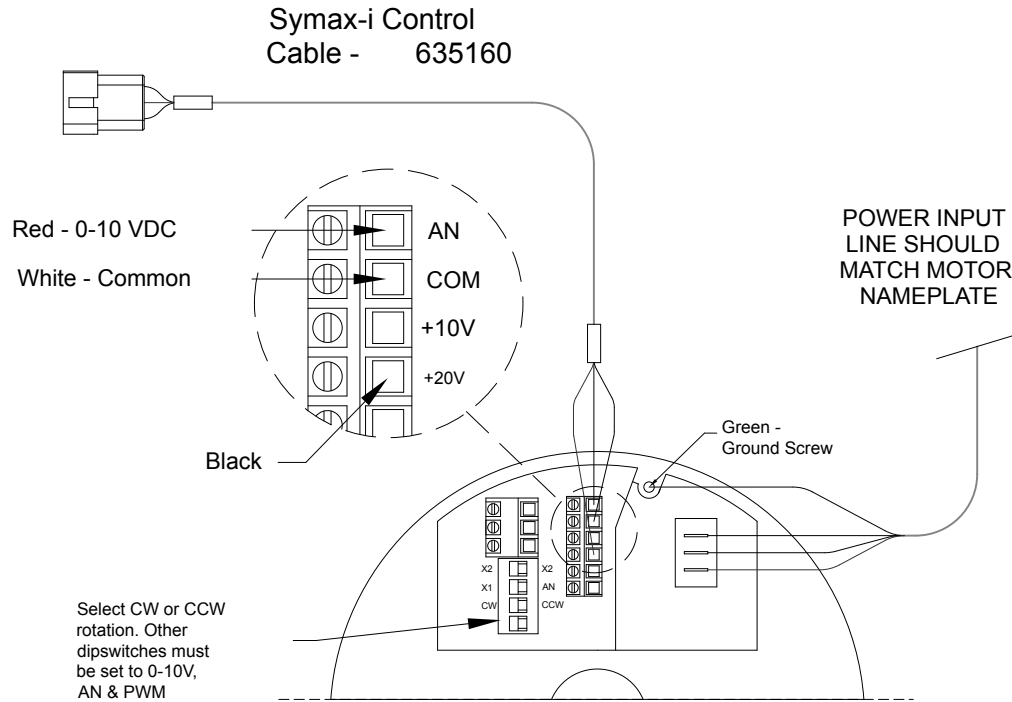 Symax-i Control
Cable - 635160
Red - 0-10 VDC
AN
White - Common
COM
+10V
+20V
Black
POWER INPUT
LINE SHOULD
MATCH MOTOR
NAMEPLATE
Green -
Ground Screw
X2 X2
X1 AN
CW CCW
Select CW or CCW
rotation. Other
dipswitches must
be set to 0-10V,
AN & PWM